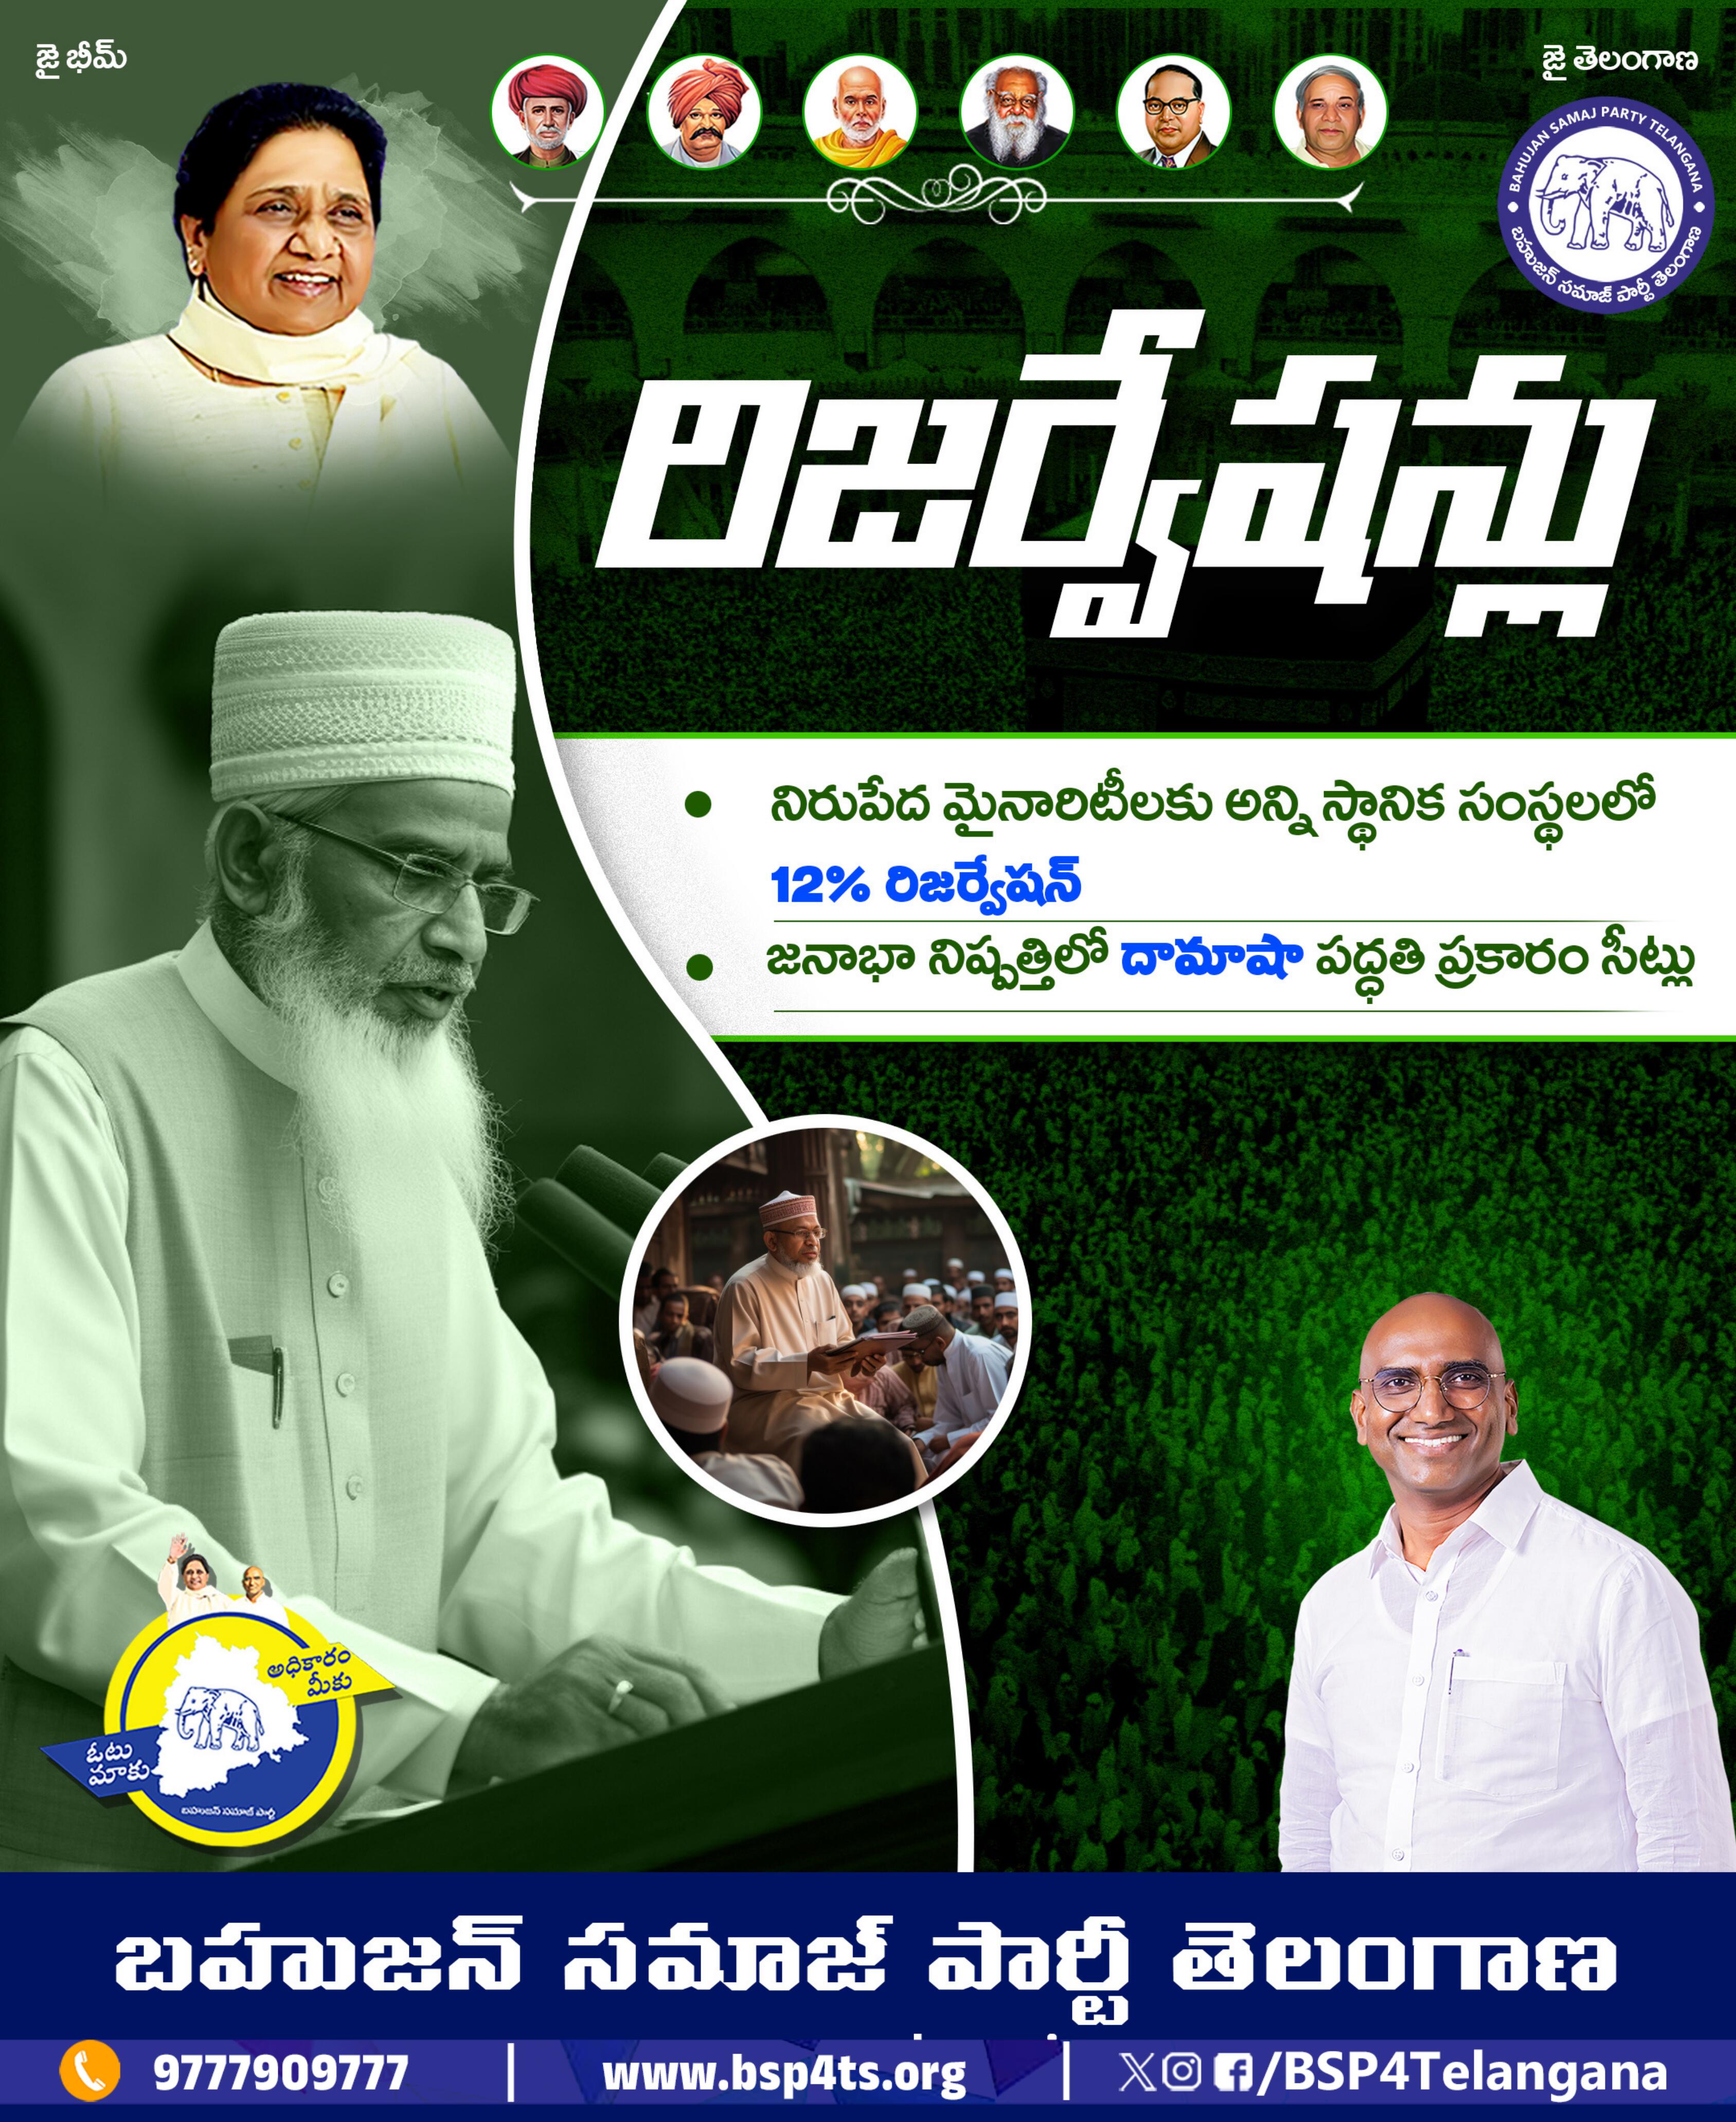 జై భీమ్
జై తెలంగాణ
BAHUJAN SAMAJ PARTY TELANGANA
బహుజన్ సమాజ్ పార్టీ తెలంగాణ
రిజర్వేషన్లు
నిరుపేద మైనారిటీలకు అన్ని స్థానిక సంస్థలలో
12% రిజర్వేషన్
జనాభా నిష్పత్తిలో దామాషా పద్ధతి ప్రకారం సీట్లు
అధికారం
మీకు
ఓటు
మాకు
బహుజన్ సమాజ్ పార్టీ
బహుజన్ సమాజ్ పార్టీ తెలంగాణ
9777909777 | www.bsp4ts.org | /BSP4Telangana